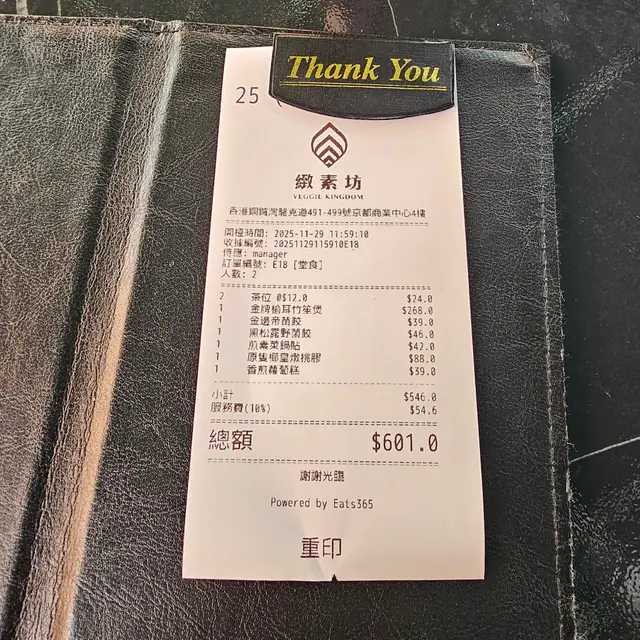 Thank You
25
緻素坊
VEGGIE KINGDOM
香港銅鑼灣駱克道491-499號京都商業中心4樓
開檯時間: 2025-11-29 11:59:10
收據編號: 20251129115910E18
侍應: manager
訂單編號: E18 [堂食]
人數: 2
2 茶位 @$12.0 $24.0
1 金牌榆耳竹笙煲 $268.0
1 金邊帝苗餃 $39.0
1 黑松露野菌餃 $46.0
1 煎素菜鍋貼 $42.0
1 原隻椰皇燉桃膠 $88.0
1 香煎蘿蔔糕 $39.0
小計 $546.0
服務費(10%) $54.6
總額 $601.0
謝謝光臨
Powered by Eats365
重印